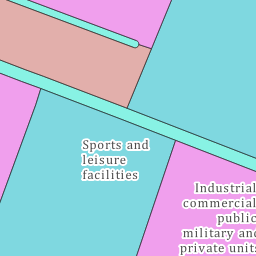 Sports and
leisure
facilities
Industrial
commercial
public
military and
private units